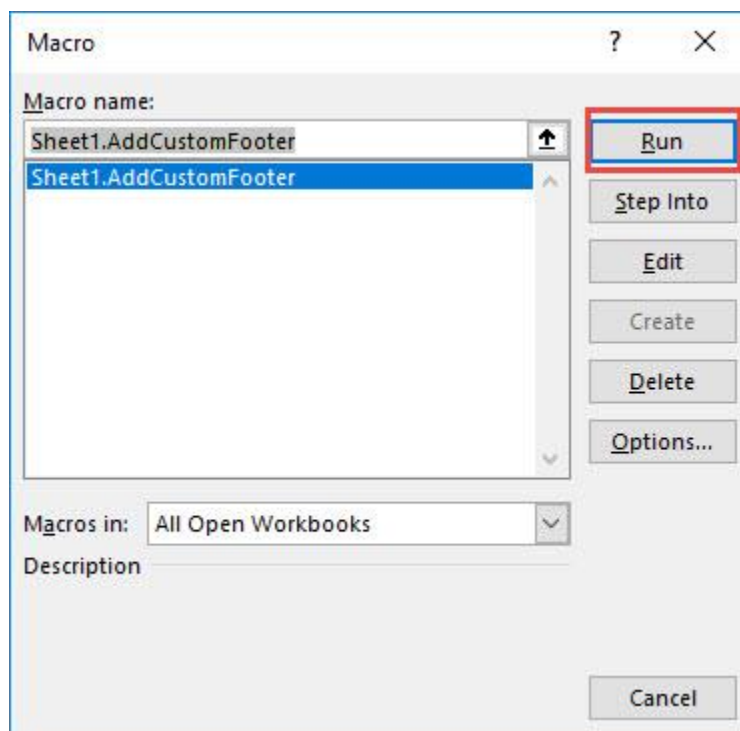 Macro
?
Macro name:
Sheet1.AddCustomFooter
Run
Sheet1.AddCustomFooter
Step Into
Edit
Create
Delete
Options...
Macros in: All Open Workbooks
Description
Cancel